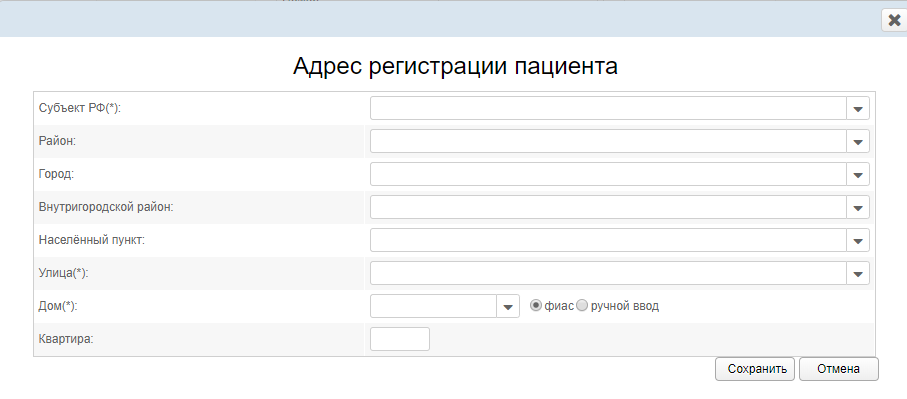 Адрес регистрации пациента
Субъект РФ(*):
Район:
Город:
Внутригородской район:
Населённый пункт:
Улица(*):
Дом(*): фиас ручной ввод
Квартира:
Сохранить Отмена